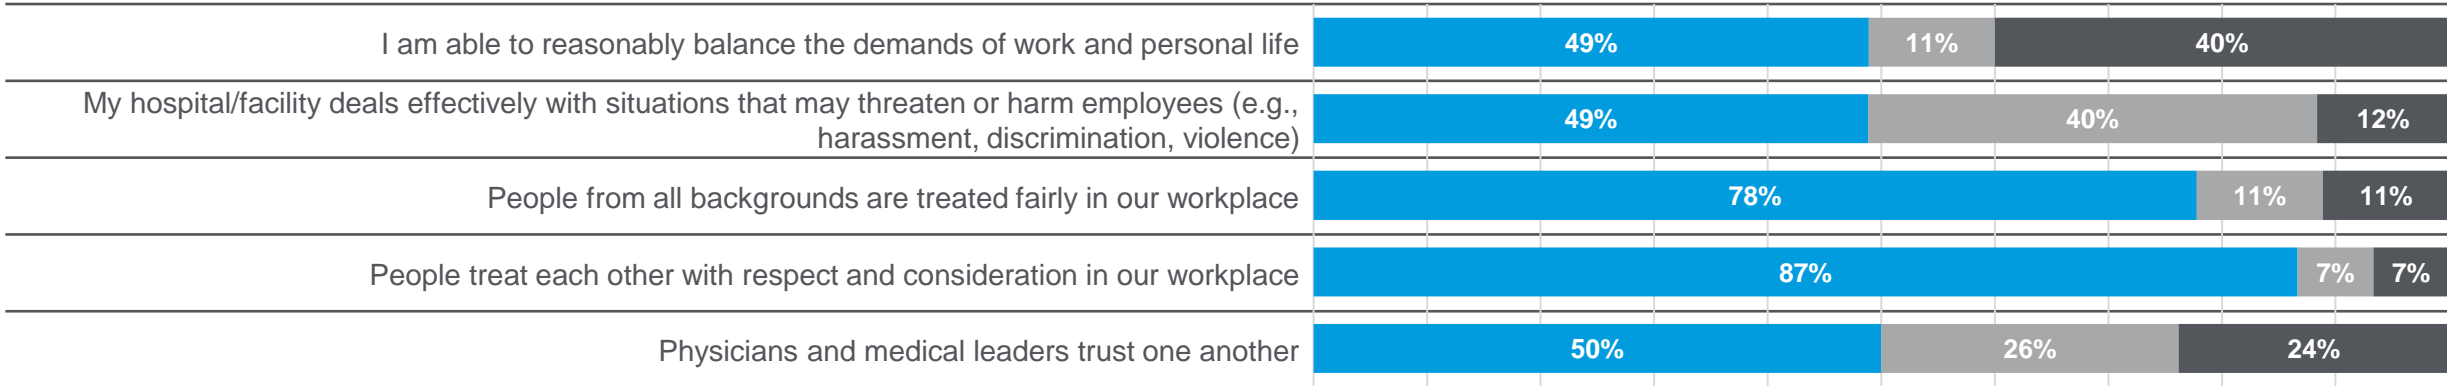 I am able to reasonably balance the demands of work and personal life 49% 11% 40%
My hospital/facility deals effectively with situations that may threaten or harm employees (e.g.,
harassment, discrimination, violence) 49% 40% 12%
People from all backgrounds are treated fairly in our workplace 78% 11% 11%
People treat each other with respect and consideration in our workplace 87% 7% 7%
Physicians and medical leaders trust one another 50% 26% 24%